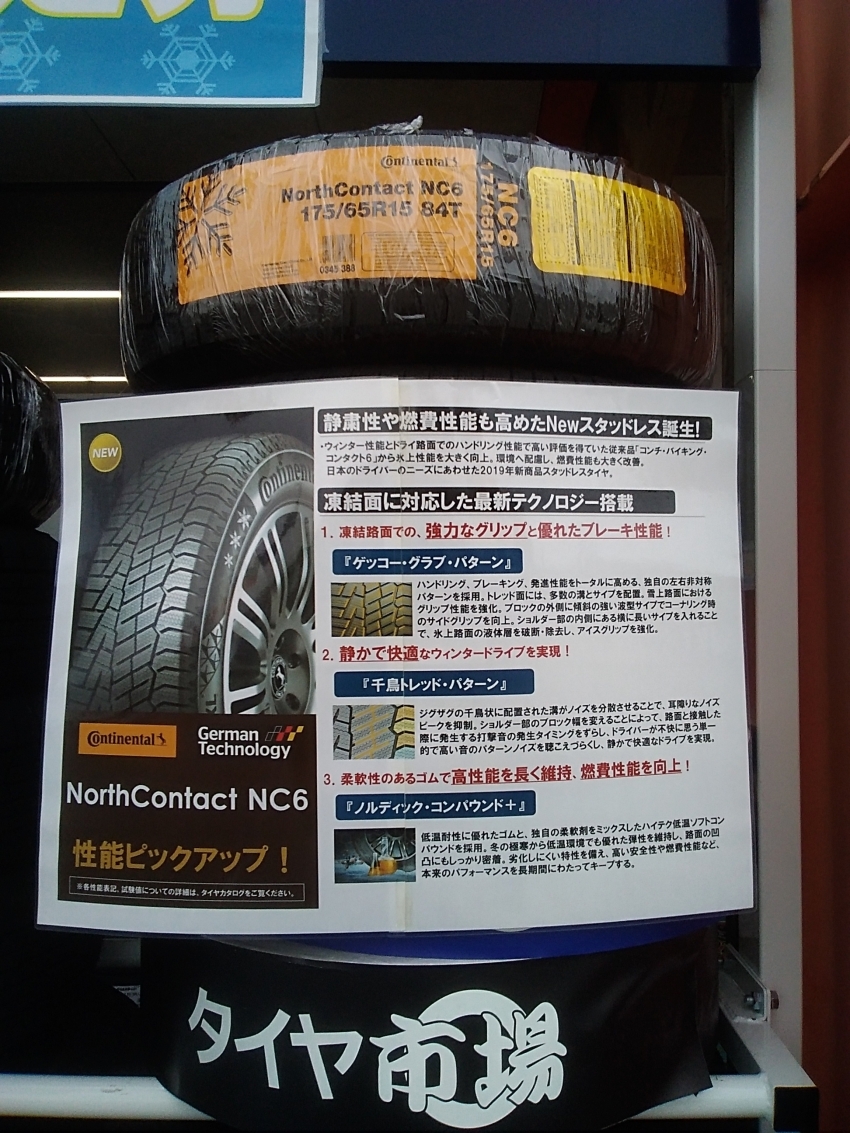 Continental
NorthContact NC6
175/65R15 84T
0345 388
NC6
175/65R15
NEW
Continental
静粛性や燃費性能も高めたNewスタッドレス誕生!
・ウィンター性能とドライ路面でのハンドリング性能で高い評価を得ていた従来品「コンチ・バイキング・
コンタクト6」から氷上性能を大きく向上。環境へ配慮し、燃費性能も大きく改善。
日本のドライバーのニーズにあわせた2019年新商品スタッドレスタイヤ。
凍結面に対応した最新テクノロジー搭載
1. 凍結路面での、強力なグリップと優れたブレーキ性能!
『ゲッコー・グラブ・パターン』
ハンドリング、ブレーキング、発進性能をトータルに高める、独自の左右非対称
パターンを採用。トレッド面には、多数の溝とサイプを配置。雪上路面における
グリップ性能を強化。ブロックの外側に傾斜の強い波型サイプでコーナリング時
のサイドグリップを向上。ショルダー部の内側にある横に長いサイプを入れること
で、氷上路面の液体層を破断・除去し、アイスグリップを強化。
2. 静かで快適なウィンタードライブを実現!
『千鳥トレッド・パターン』
ジグザグの千鳥状に配置された溝がノイズを分散させることで、耳障りなノイズ
ピークを抑制。ショルダー部のブロック幅を変えることによって、路面と接触した
際に発生する打撃音の発生タイミングをずらし、ドライバーが不快に思う単一
的で高い音のパターンノイズを聴こえづらくし、静かで快適なドライブを実現。
3. 柔軟性のあるゴムで高性能を長く維持、燃費性能を向上!
『ノルディック・コンパウンド+』
低温耐性に優れたゴムと、独自の柔軟剤をミックスしたハイテク低温ソフトコン
パウンドを採用。冬の極寒から低温環境でも優れた弾性を維持し、路面の凹
凸にもしっかり密着。劣化しにくい特性を備え、高い安全性や燃費性能など、
本来のパフォーマンスを長期間にわたってキープする。
Continental
German
Technology
NorthContact NC6
性能ピックアップ!
※各性能表記、試験値についての詳細は、タイヤカタログをご覧ください。
タイヤ市場